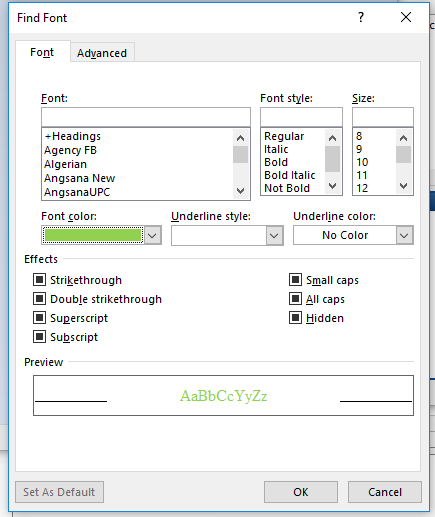 Find Font
?
Font Advanced
Font: Font style: Size:
+Headings Regular 8
Agency FB Italic 9
Algerian Bold 10
Angsana New Bold Italic 11
AngsanaUPC Not Bold 12
Font color: Underline style: Underline color:
No Color
Effects
Strikethrough Small caps
Double strikethrough All caps
Superscript Hidden
Subscript
Preview
AaBbCcYyZz
Set As Default OK Cancel